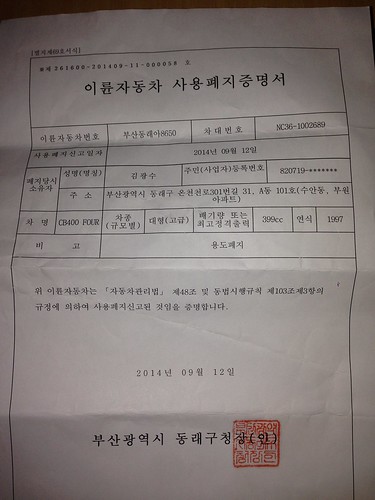 [별지제63호서식]
※제 361606-201409-11-000058 호
이륜자동차 사용폐지증명서
이륜자동차번호 부산동래아8650 차 대 번 호 NC36-1002689
사용폐지신고일자 2014년 09월 12일
폐지당시 소유자 성명(명칭) 김광수 주민(사업자)등록번호 820719-*******
주 소 부산광역시 동래구 온천천로301번길 31, A동 101호(수안동, 부원
아파트)
차 명 CB400 FOUR 차종 (규모별) 대형(고급) 배기량 또는 최고정격출력 399cc 연식 1997
비 고 용도폐지
위 이륜자동차는 「자동차관리법」 제48조 및 동법시행규칙 제103조제3항의
규정에 의하여 사용폐지신고된 것임을 증명합니다.
2014년 09월 12일
부산광역시 동래구청장(인)